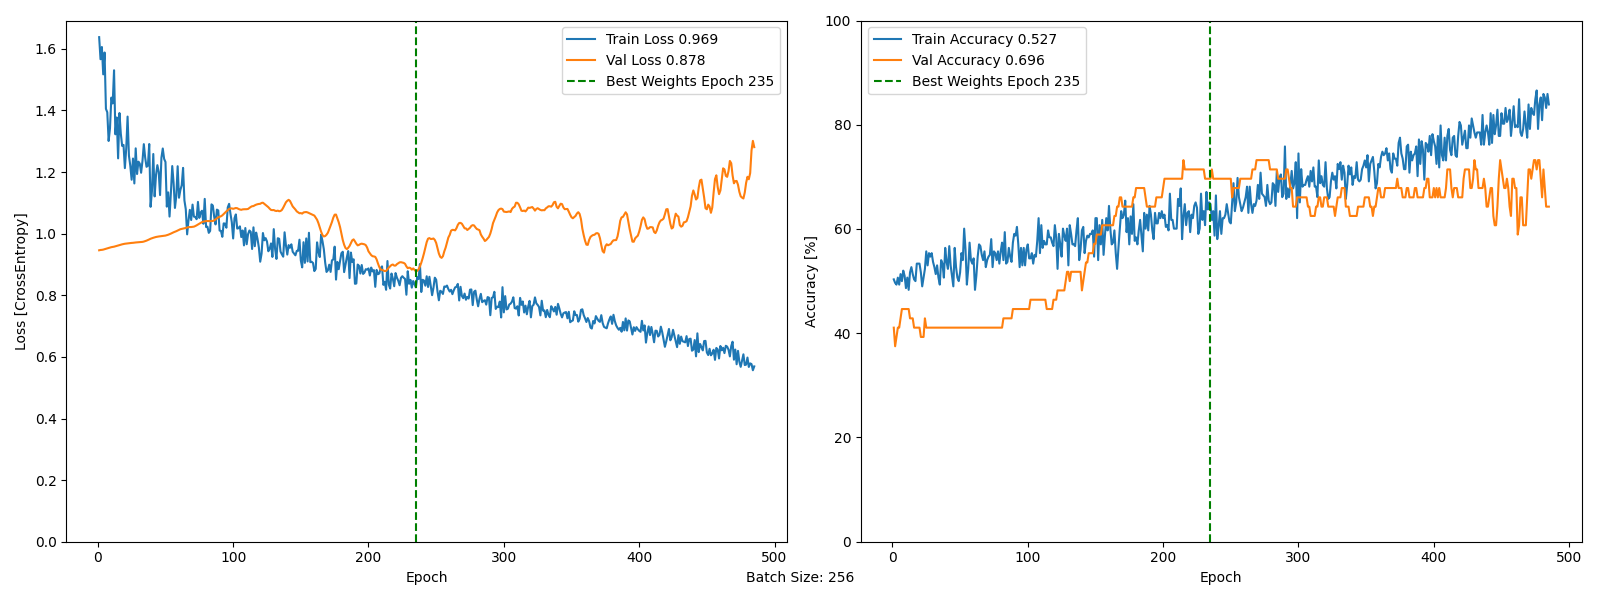 Train Loss 0.969
Val Loss 0.878
Best Weights Epoch 235
1.6
1.4
1.2
1.0
0.8
0.6
0.4
0.2
0.0
Loss [CrossEntropy]
0 100 200 300 400 500
Epoch
Train Accuracy 0.527
Val Accuracy 0.696
Best Weights Epoch 235
100
80
60
40
20
0
Accuracy [%]
0 100 200 300 400 500
Epoch
Batch Size: 256